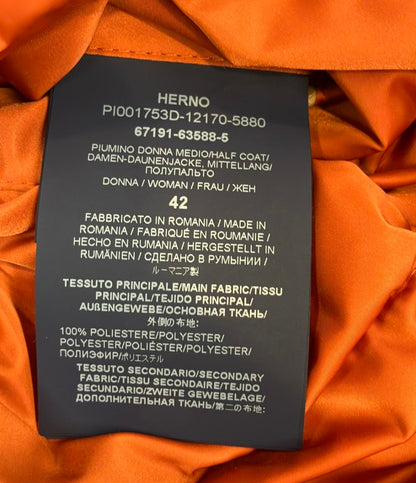 HERNO
PI001753D-12170-5880
67191-63588-5
PIUMINO DONNA MEDIO/HALF COAT/
DAMEN-DAUNENJACKE, MITTELLANG/
ПОЛУПАЛЬТО
DONNA / WOMAN / FRAU / ЖЕН
42
FABBRICATO IN ROMANIA / MADE IN
ROMANIA / FABRIQUÉ EN ROUMANIE /
HECHO EN RUMANIA / HERGESTELLT IN
RUMÄNIEN / СДЕЛАНО В РУМЫНИИ /
ルーマニア製
TESSUTO PRINCIPALE/MAIN FABRIC/TISSU
PRINCIPAL/TEJIDO PRINCIPAL/
AUßENGEWEBE/ОСНОВНАЯ ТКАНЬ/
外側の布地:
100% POLIESTERE/POLYESTER/
POLYESTER/POLIÉSTER/POLYESTER/
ПОЛИЭФИР/ポリエステル
TESSUTO SECONDARIO/SECONDARY
FABRIC/TISSU SECONDAIRE/TEJIDO
SECUNDARIO/ZWEITE GEWEBELAGE/
ДОПОЛНИТЕЛЬНАЯ ТКАНЬ/第二の布地: